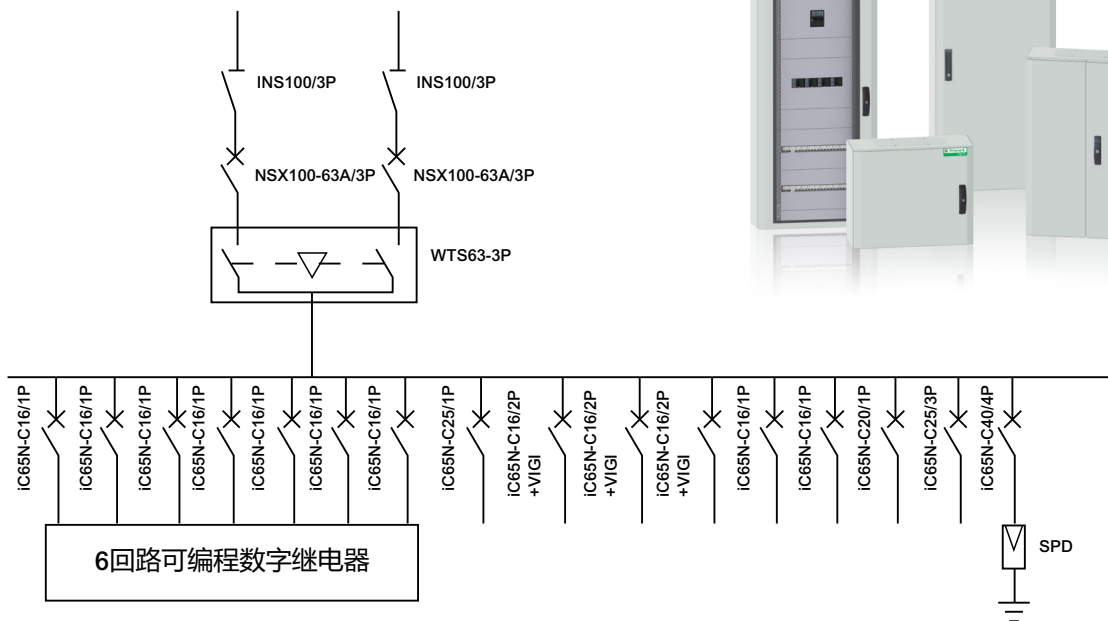 INS100/3P
INS100/3P
NSX100-63A/3P
NSX100-63A/3P
WTS63-3P
iC65N-C16/1P
iC65N-C16/1P
iC65N-C16/1P
iC65N-C16/1P
iC65N-C16/1P
iC65N-C16/1P
iC65N-C16/1P
iC65N-C25/1P
iC65N-C16/2P
+VIGI
iC65N-C16/2P
+VIGI
iC65N-C16/2P
+VIGI
iC65N-C16/1P
iC65N-C16/1P
iC65N-C20/1P
iC65N-C25/3P
iC65N-C40/4P
6回路可编程数字继电器
SPD